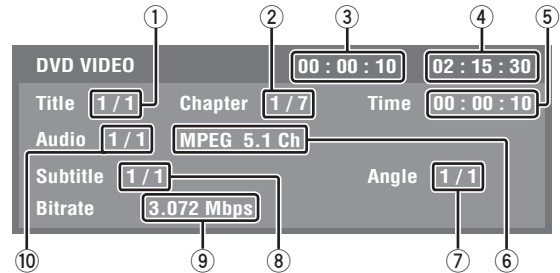 ① ② ③ ④ ⑤
DVD VIDEO 00 : 00 : 10 02 : 15 : 30
Title 1 / 1 Chapter 1 / 7 Time 00 : 00 : 10
Audio 1 / 1 MPEG 5.1 Ch
Subtitle 1 / 1 Angle 1 / 1
Bitrate 3.072 Mbps
⑩ ⑨ ⑧ ⑦ ⑥